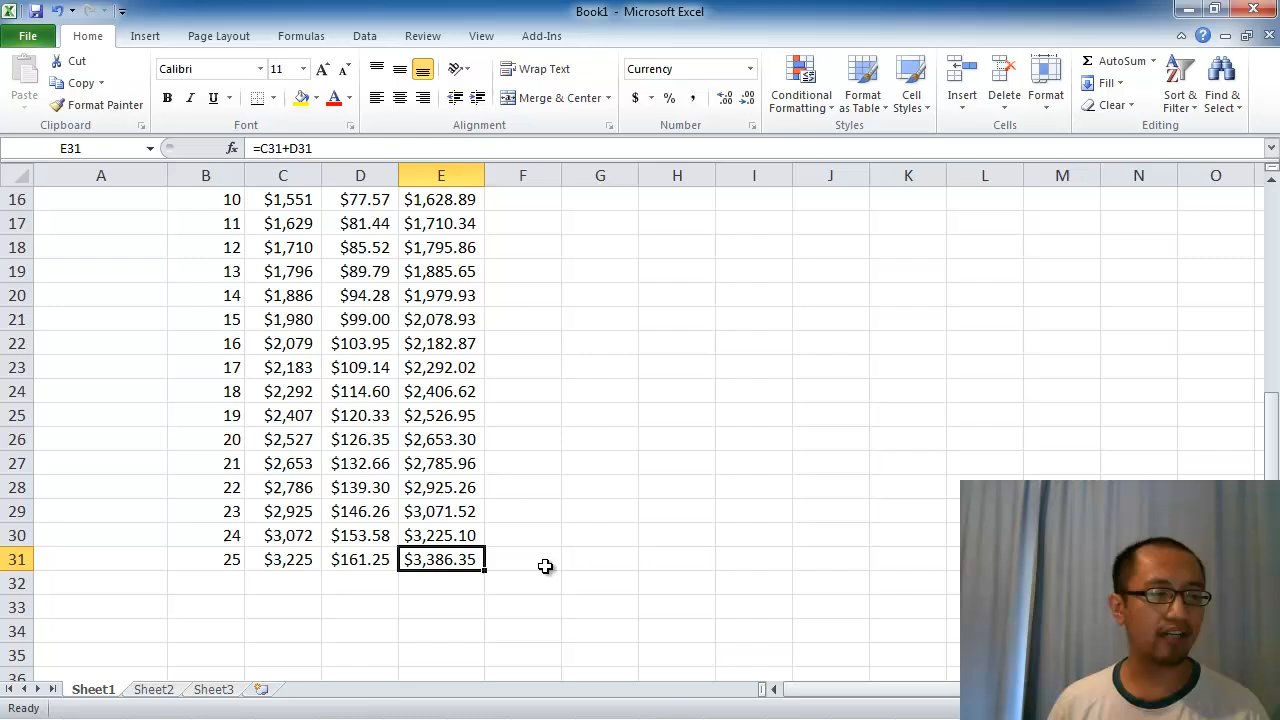 Book1 - Microsoft Excel
File Home Insert Page Layout Formulas Data Review View Add-Ins
Paste
Cut
Copy
Format Painter
Clipboard
Calibri 11
B I U
Font
Wrap Text
Merge & Center
Alignment
Currency
$ % ,
Number
Conditional Formatting
Format as Table
Cell Styles
Styles
Insert Delete Format
Cells
AutoSum
Fill
Clear
Sort & Filter
Find & Select
Editing
E31 fx =C31+D31
A B C D E F G H I J K L M N O
16 10 $1,551 $77.57 $1,628.89
17 11 $1,629 $81.44 $1,710.34
18 12 $1,710 $85.52 $1,795.86
19 13 $1,796 $89.79 $1,885.65
20 14 $1,886 $94.28 $1,979.93
21 15 $1,980 $99.00 $2,078.93
22 16 $2,079 $103.95 $2,182.87
23 17 $2,183 $109.14 $2,292.02
24 18 $2,292 $114.60 $2,406.62
25 19 $2,407 $120.33 $2,526.95
26 20 $2,527 $126.35 $2,653.30
27 21 $2,653 $132.66 $2,785.96
28 22 $2,786 $139.30 $2,925.26
29 23 $2,925 $146.26 $3,071.52
30 24 $3,072 $153.58 $3,225.10
31 25 $3,225 $161.25 $3,386.35
32
33
34
35
36
Sheet1 Sheet2 Sheet3
Ready